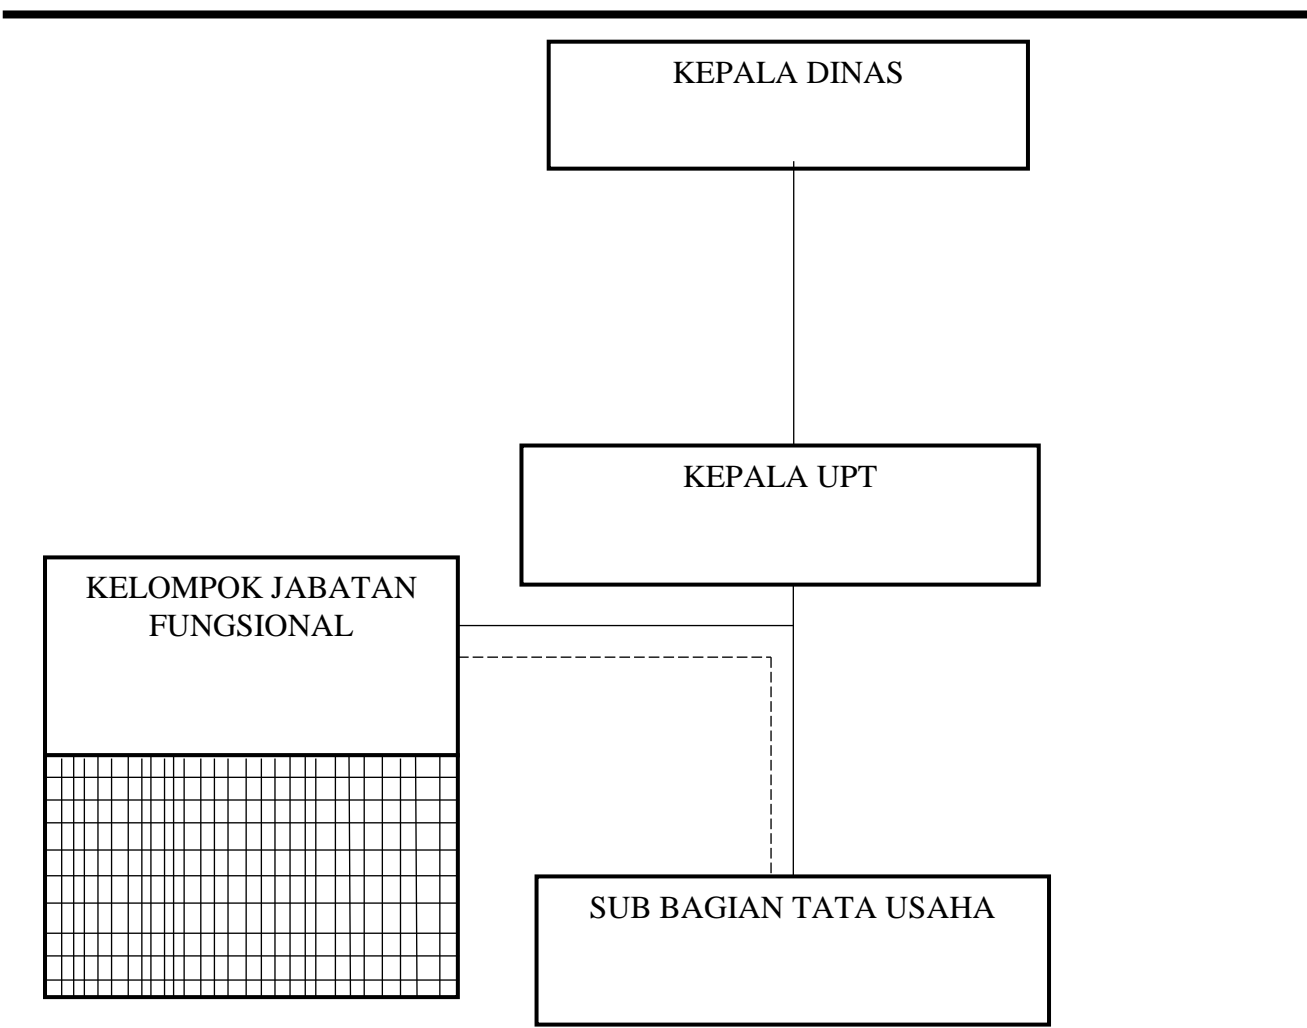 KEPALA DINAS
KEPALA UPT
KELOMPOK JABATAN
FUNGSIONAL
SUB BAGIAN TATA USAHA